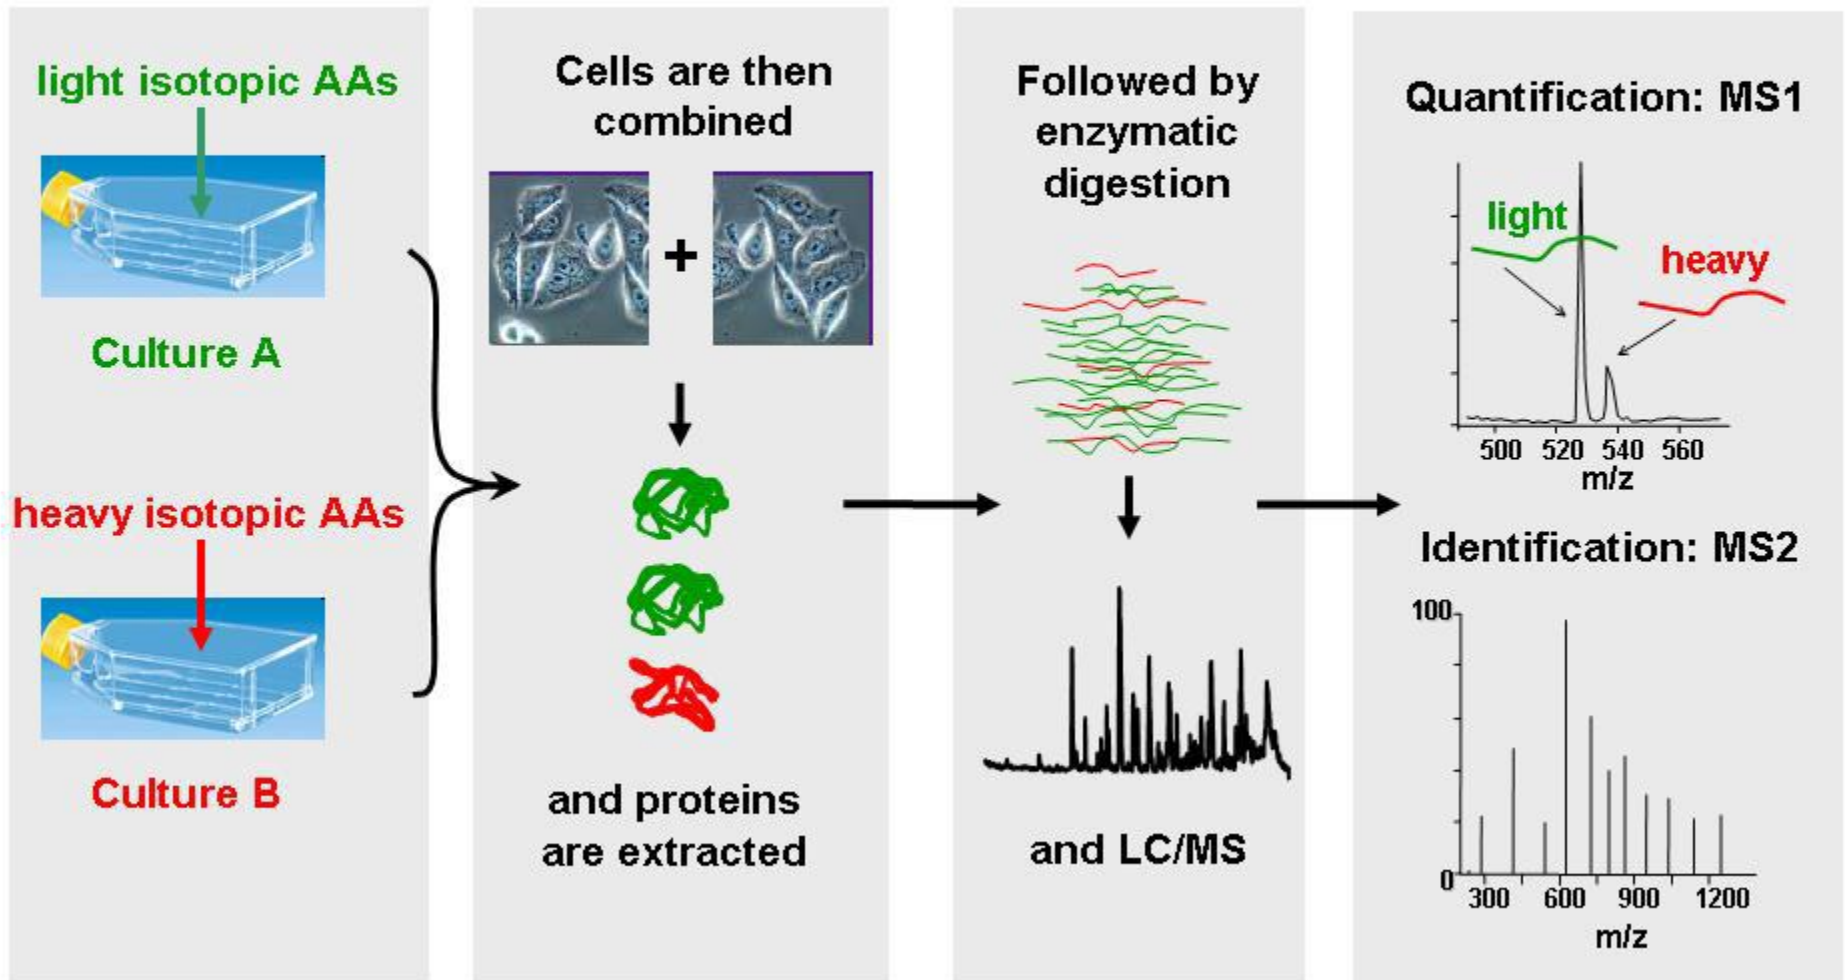 light isotopic AAs
Culture A
heavy isotopic AAs
Culture B
Cells are then
combined
+
and proteins
are extracted
Followed by
enzymatic
digestion
and LC/MS
Quantification: MS1
light
heavy
500 520 540 560
m/z
Identification: MS2
100
0
300 600 900 1200
m/z